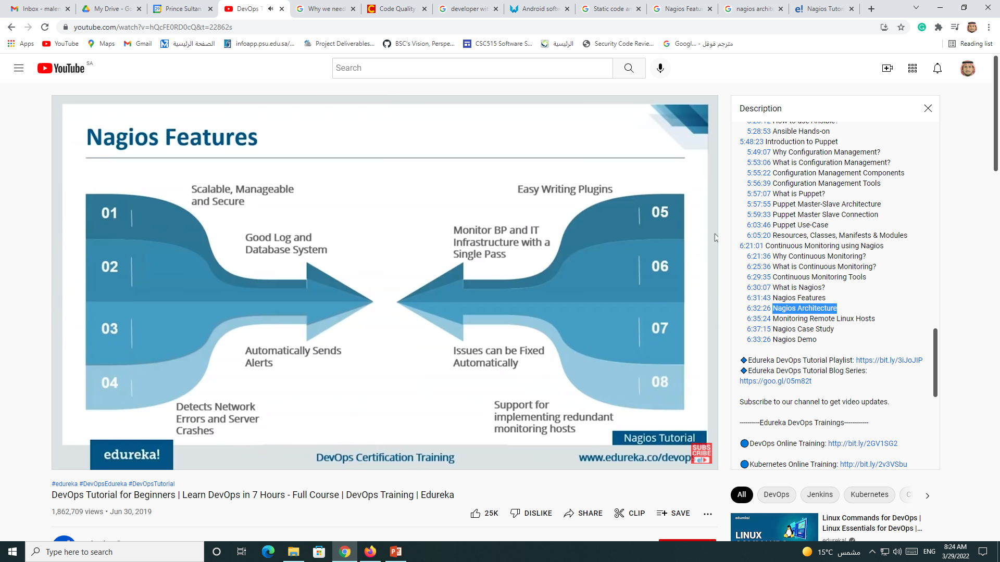 Inbox - malen
My Drive - Go
Prince Sultan
DevOps T
Why we need
Code Quality
developer wit
Android softw
Static code an
Nagios Featur
nagios archite
Nagios Tutori
youtube.com/watch?v=hQcFE0RD0cQ&t=22862s
Apps
YouTube
Maps
Gmail
الصفحة الرئيسية
infoapp.psu.edu.sa/...
Project Deliverables...
BSC's Vision, Perspe...
CSC515 Software S...
الرئيسية
Security Code Revie...
مترجم قوقل - Googl...
Reading list
YouTube SA
Search
Nagios Features
01
Scalable, Manageable
and Secure
02
Good Log and
Database System
03
Automatically Sends
Alerts
04
Detects Network
Errors and Server
Crashes
Easy Writing Plugins
05
Monitor BP and IT
Infrastructure with a
Single Pass
06
Issues can be Fixed
Automatically
07
Support for
implementing redundant
monitoring hosts
08
Nagios Tutorial
edureka!
DevOps Certification Training
www.edureka.co/devop
SUBS
CRIBE
e!
Description
5:28:53 Ansible Hands-on
5:48:23 Introduction to Puppet
5:49:07 Why Configuration Management?
5:53:06 What is Configuration Management?
5:55:22 Configuration Management Components
5:56:39 Configuration Management Tools
5:57:07 What is Puppet?
5:57:55 Puppet Master-Slave Architecture
5:59:33 Puppet Master Slave Connection
6:03:46 Puppet Use-Case
6:05:20 Resources, Classes, Manifests & Modules
6:21:01 Continuous Monitoring using Nagios
6:21:36 Why Continuous Monitoring?
6:25:36 What is Continuous Monitoring?
6:29:35 Continuous Monitoring Tools
6:30:07 What is Nagios?
6:31:43 Nagios Features
6:32:26 Nagios Architecture
6:35:24 Monitoring Remote Linux Hosts
6:37:15 Nagios Case Study
6:33:26 Nagios Demo
Edureka DevOps Tutorial Playlist: https://bit.ly/3iJoJIP
Edureka DevOps Tutorial Blog Series:
https://goo.gl/05m82t
Subscribe to our channel to get video updates.
----------Edureka DevOps Trainings------------
DevOps Online Training: http://bit.ly/2GV1SG2
Kubernetes Online Training: http://bit.ly/2v3VSbu
#edureka #DevOpsEdureka #DevOpsTutorial
DevOps Tutorial for Beginners | Learn DevOps in 7 Hours - Full Course | DevOps Training | Edureka
1,862,709 views • Jun 30, 2019
25K
DISLIKE
SHARE
CLIP
SAVE
All
DevOps
Jenkins
Kubernetes
edureka!
LINUX
Linux Commands for DevOps |
Linux Essentials for DevOps |...
edureka!
Type here to search
15°C مشمس
ENG
8:24 AM
3/29/2022